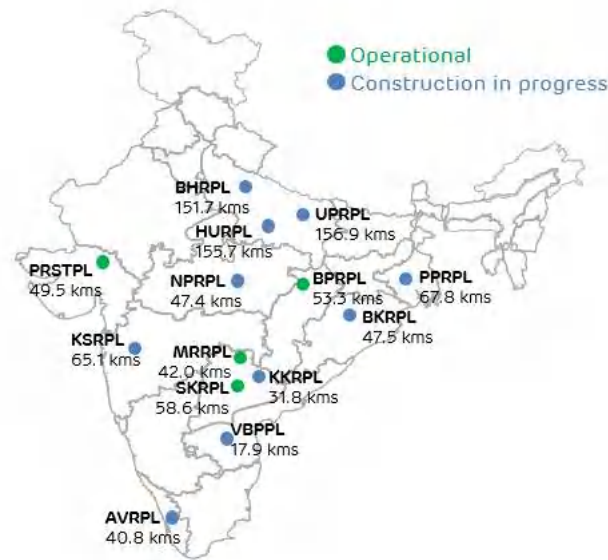 Operational
Construction in progress
BHRPL
151.7 kms
UPRPL
156.9 kms
HURPL
155.7 kms
PRSTPL
49.5 kms
NPRPL
47.4 kms
BPRPL
53.3 kms
PPRPL
67.8 kms
BKRPL
47.5 kms
KSRPL
65.1 kms
MRRPL
42.0 kms
KKRPL
31.8 kms
SKRPL
58.6 kms
VBPPL
17.9 kms
AVRPL
40.8 kms